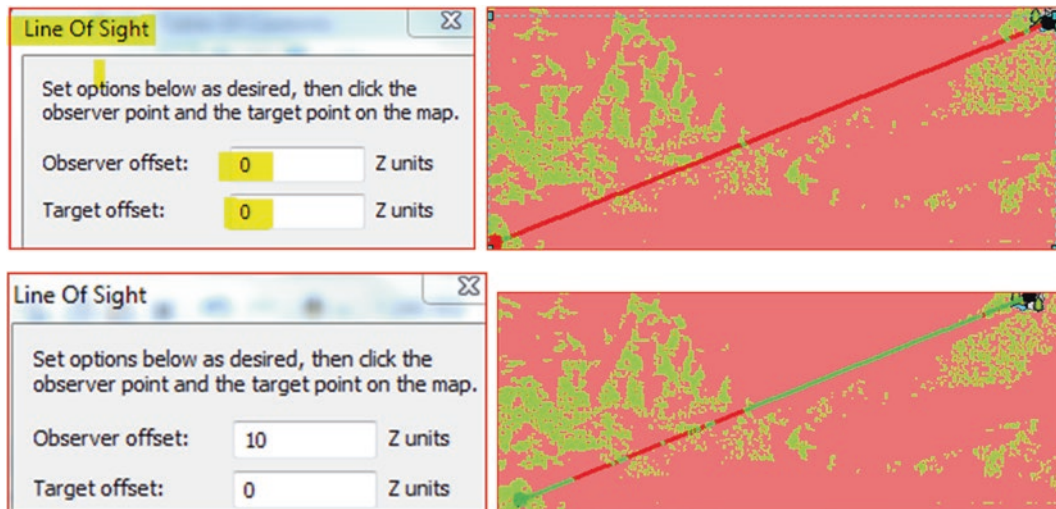 Line Of Sight
Set options below as desired, then click the
observer point and the target point on the map.
Observer offset: 0 Z units
Target offset: 0 Z units
Line Of Sight
Set options below as desired, then click the
observer point and the target point on the map.
Observer offset: 10 Z units
Target offset: 0 Z units